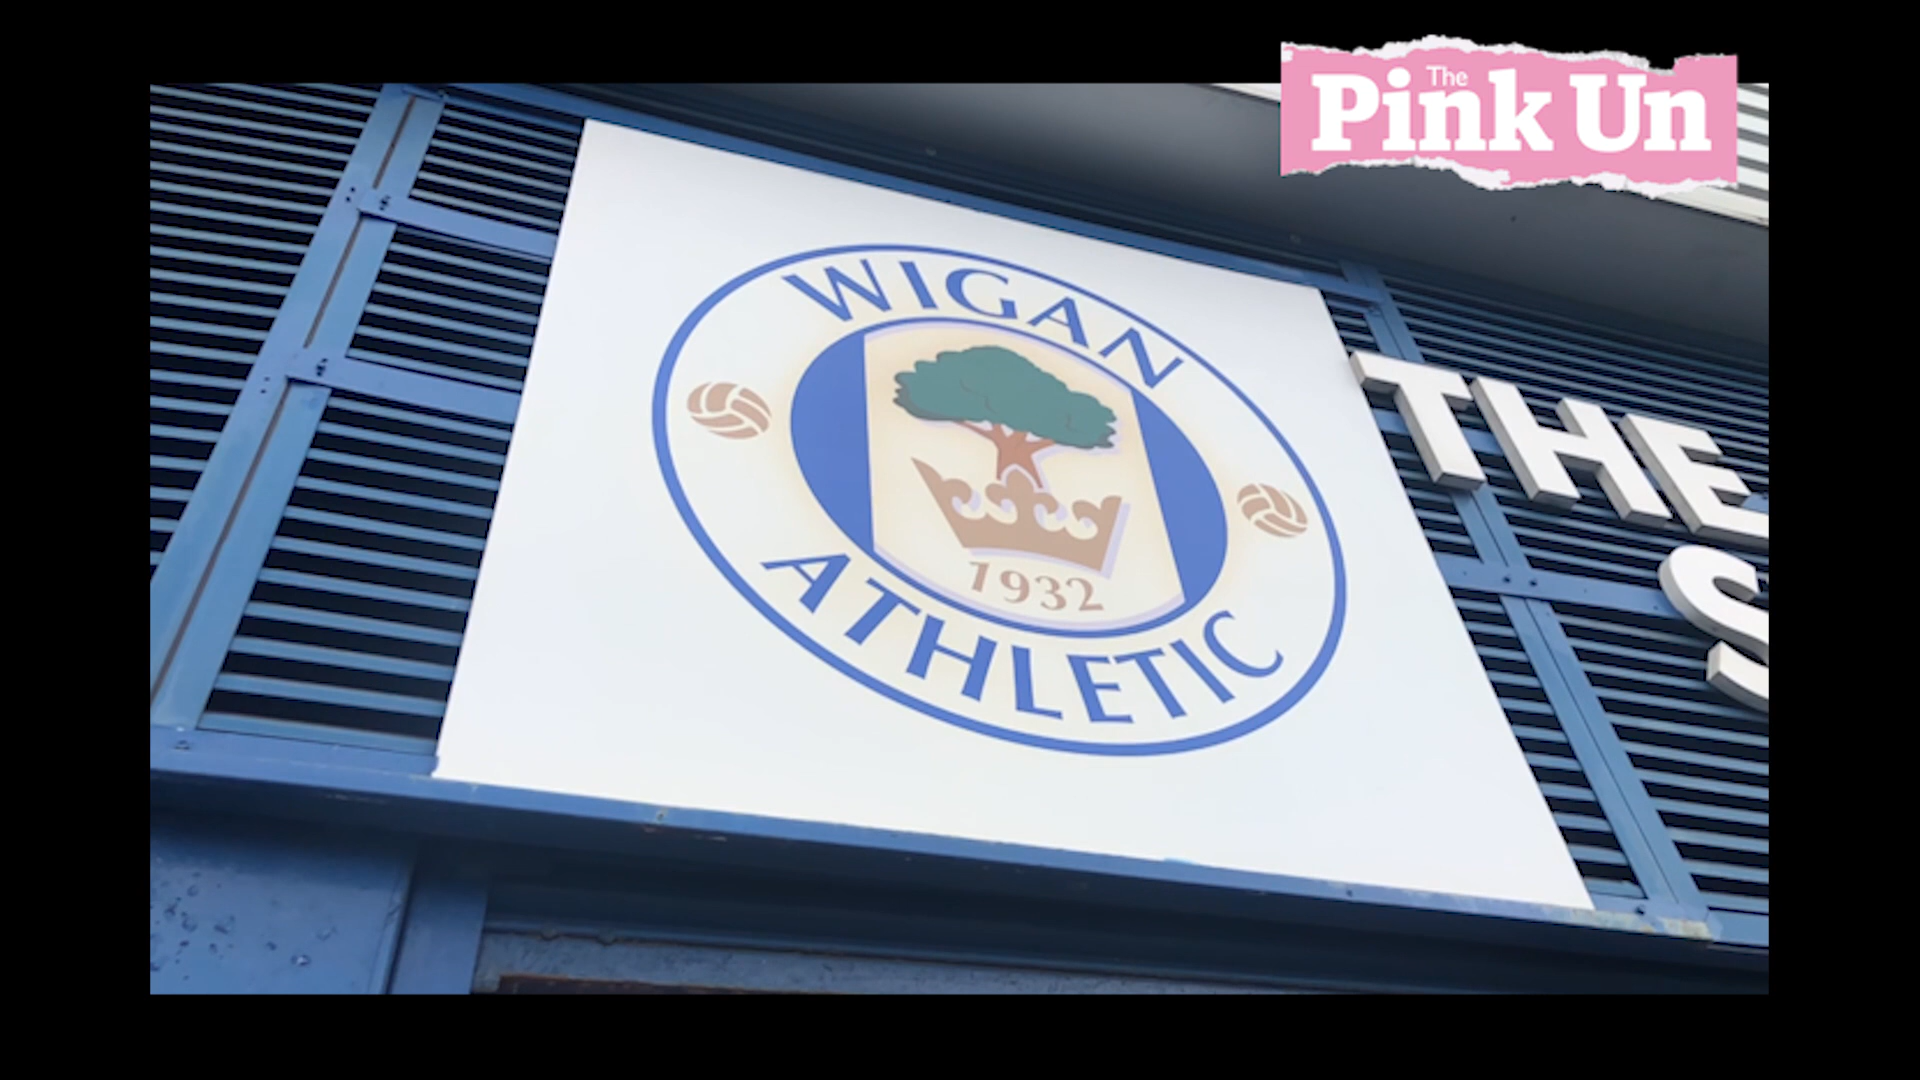 The
Pink Un
WIGAN
1932
ATHLETIC
THE
S